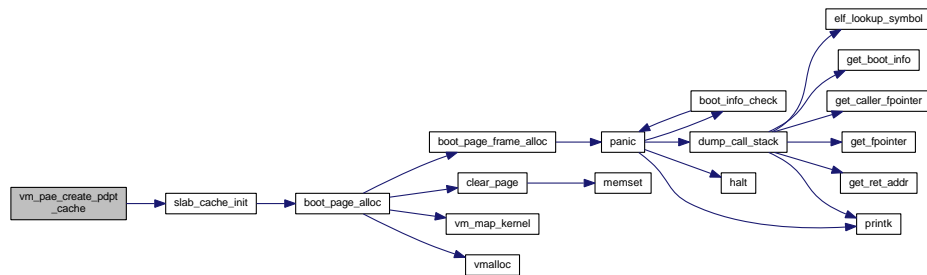 elf_lookup_symbol
get_boot_info
boot_info_check
get_caller_fpointer
boot_page_frame_alloc
panic
dump_call_stack
get_fpointer
clear_page
memset
halt
get_ret_addr
vm_pae_create_pdpt
_cache
slab_cache_init
boot_page_alloc
vm_map_kernel
printk
vmalloc